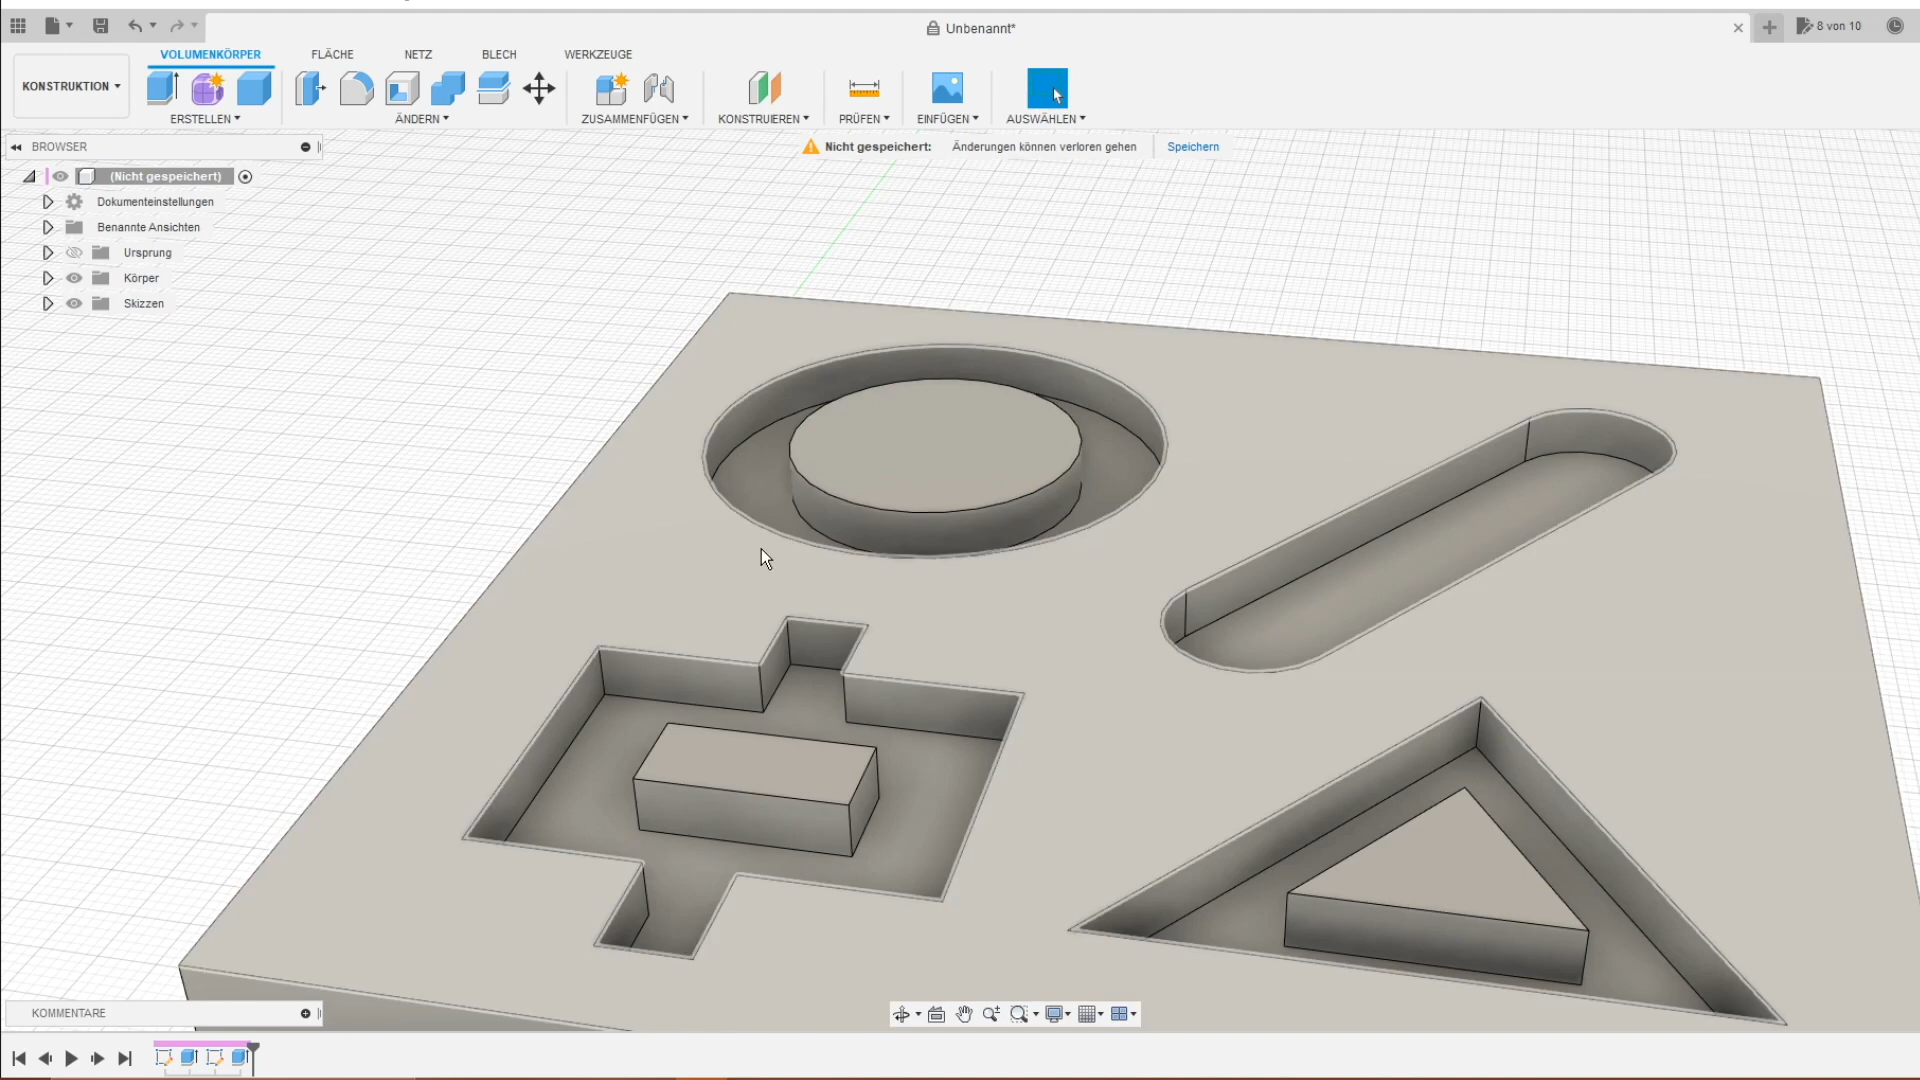 Unbenannt*
8 von 10
KONSTRUKTION
VOLUMENKÖRPER
FLÄCHE
NETZ
BLECH
WERKZEUGE
ERSTELLEN
ÄNDERN
ZUSAMMENFÜGEN
KONSTRUIEREN
PRÜFEN
EINFÜGEN
AUSWÄHLEN
BROWSER
Nicht gespeichert: Änderungen können verloren gehen Speichern
(Nicht gespeichert)
Dokumenteinstellungen
Benannte Ansichten
Ursprung
Körper
Skizzen
KOMMENTARE